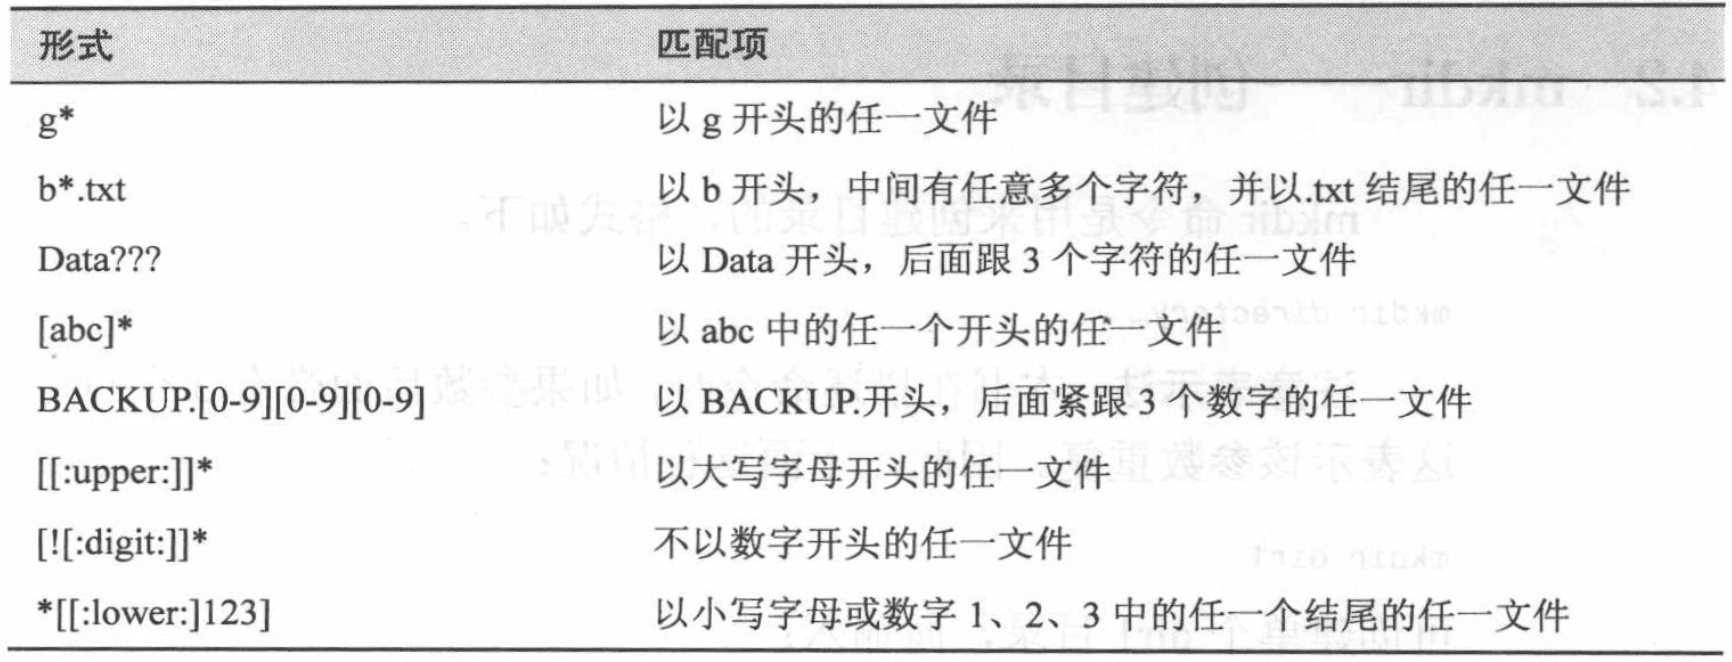 形式 匹配项
g* 以 g 开头的任一文件
b*.txt 以 b 开头，中间有任意多个字符，并以.txt 结尾的任一文件
Data??? 以 Data 开头，后面跟 3 个字符的任一文件
[abc]* 以 abc 中的任一个开头的任一文件
BACKUP.[0-9][0-9][0-9] 以 BACKUP.开头，后面紧跟 3 个数字的任一文件
[[:upper:]]* 以大写字母开头的任一文件
[![:digit:]]* 不以数字开头的任一文件
*[[:lower:]123] 以小写字母或数字 1、2、3 中的任一个结尾的任一文件